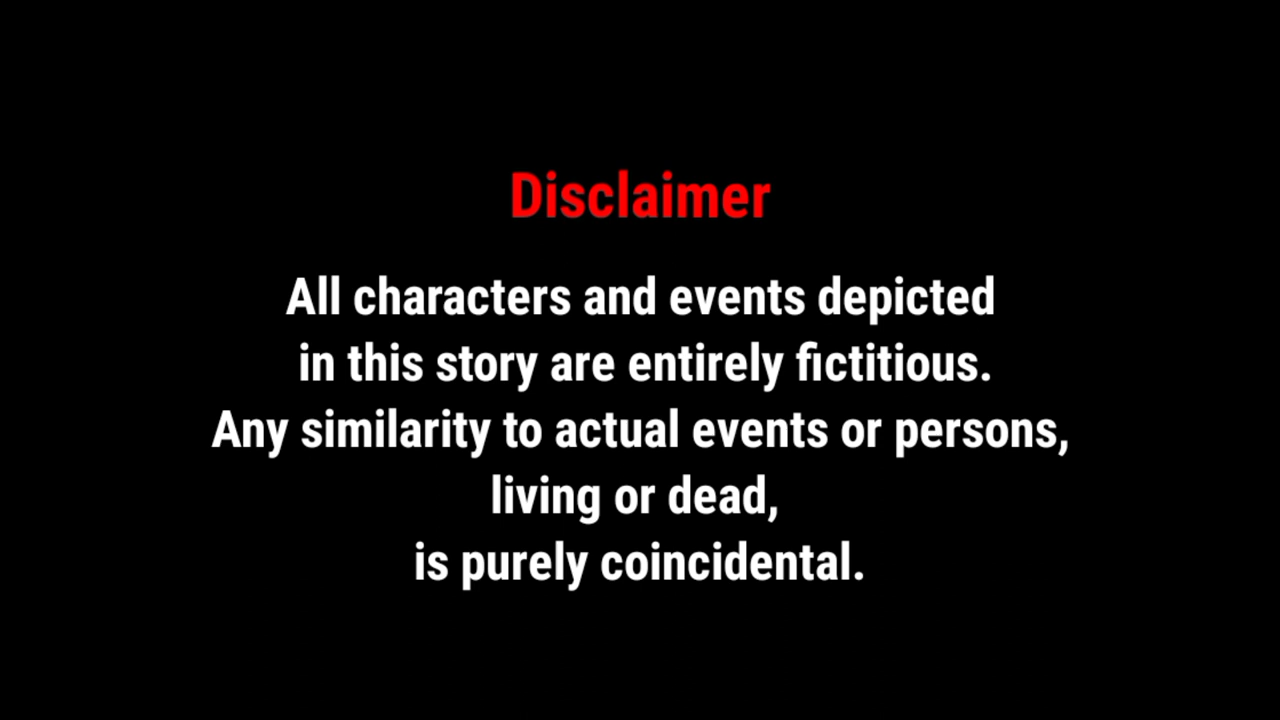 Disclaimer
All characters and events depicted
in this story are entirely fictitious.
Any similarity to actual events or persons,
living or dead,
is purely coincidental.